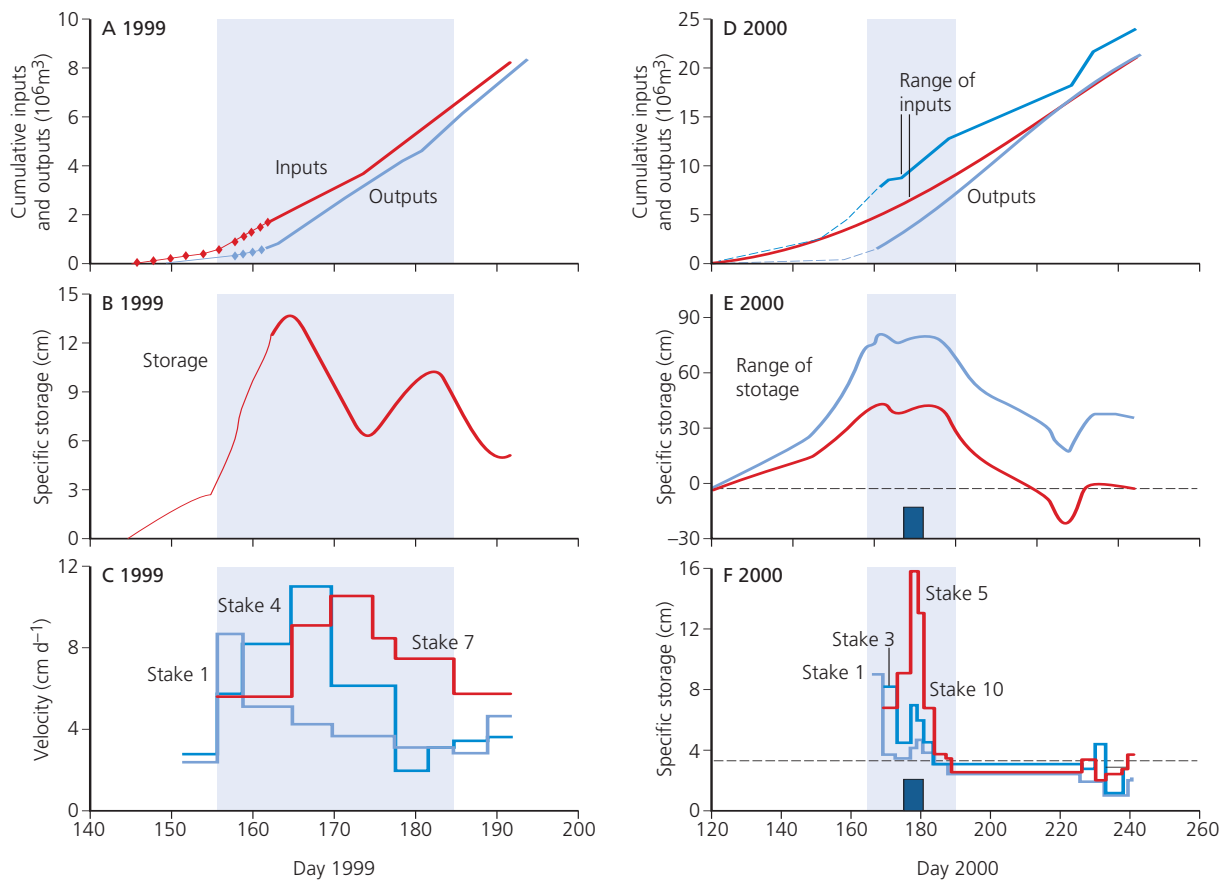 A 1999
10
8
6
4
2
0
Cumulative inputs
and outputs (10⁶m³)
Inputs
Outputs
B 1999
15
12
9
6
3
0
Specific storage (cm)
Storage
C 1999
12
8
4
0
Velocity (cm d⁻¹)
Stake 4
Stake 1
Stake 7
140 150 160 170 180 190 200
Day 1999
D 2000
25
20
15
10
5
0
Cumulative inputs
and outputs (10⁶m³)
Range of
inputs
Outputs
E 2000
90
60
30
0
–30
Specific storage (cm)
Range of
stotage
F 2000
16
12
8
4
0
Specific storage (cm)
Stake 5
Stake 3
Stake 1
Stake 10
120 140 160 180 200 220 240 260
Day 2000